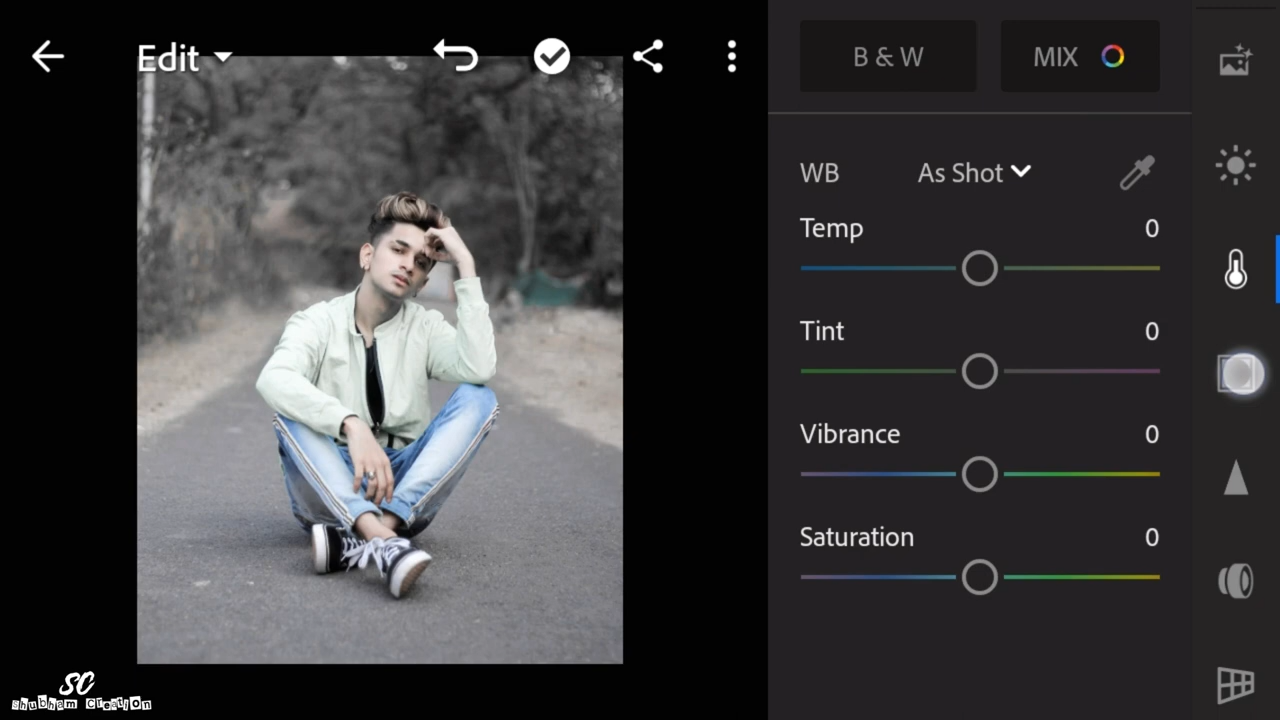 Edit
B & W
MIX
WB
As Shot
Temp
0
Tint
0
Vibrance
0
Saturation
0
SC
Shubham Creation